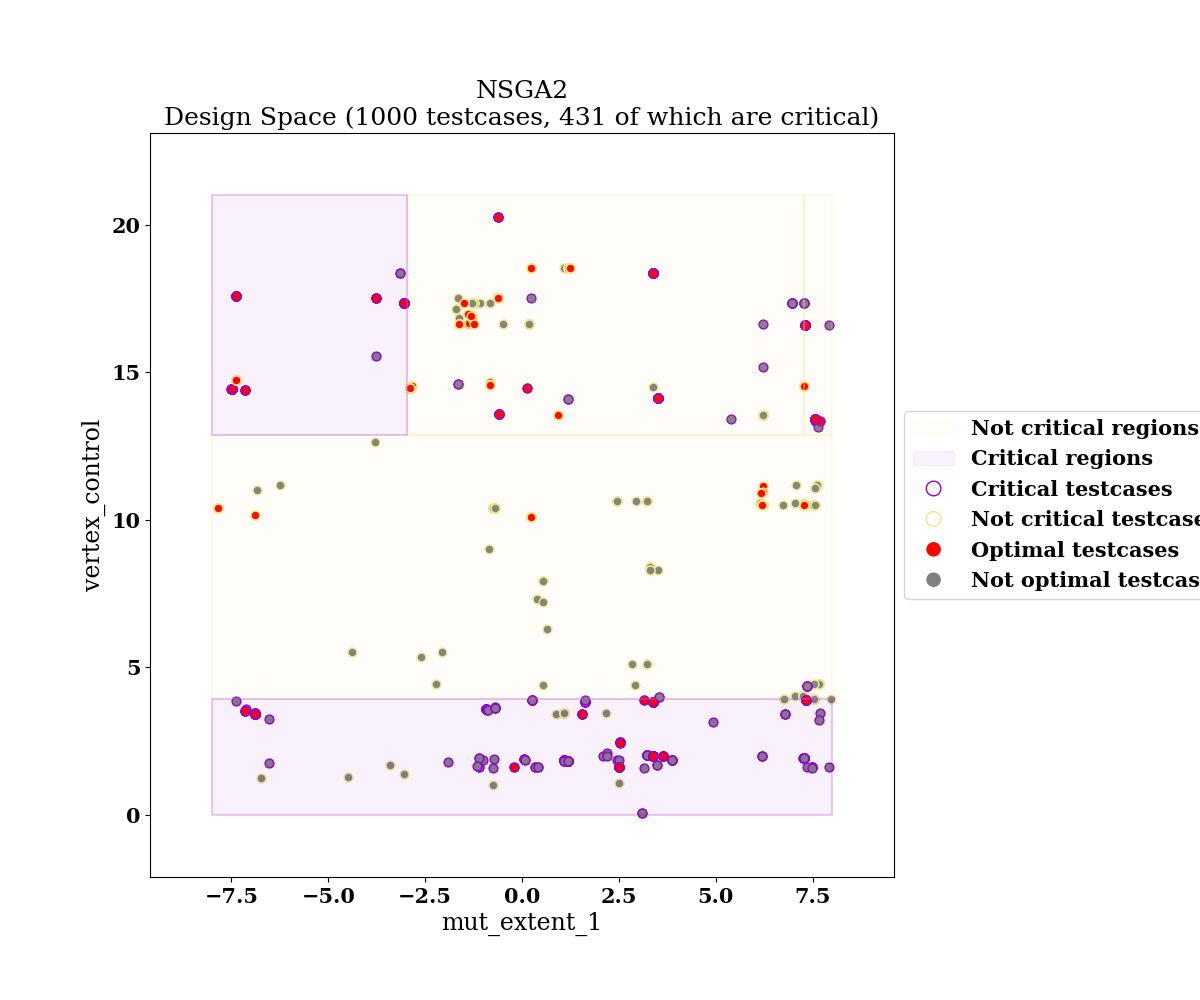 NSGA2
Design Space (1000 testcases, 431 of which are critical)
vertex_control
20
15
10
5
0
−7.5
−5.0
−2.5
0.0
2.5
5.0
7.5
mut_extent_1
Not critical regions
Critical regions
Critical testcases
Not critical testcase
Optimal testcases
Not optimal testcas